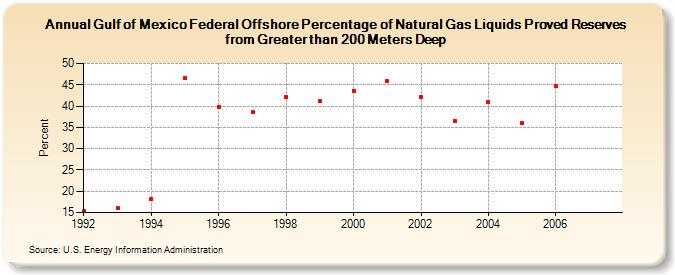 Annual Gulf of Mexico Federal Offshore Percentage of Natural Gas Liquids Proved Reserves
from Greater than 200 Meters Deep
Percent
50
45
40
35
30
25
20
15
1992 1994 1996 1998 2000 2002 2004 2006
Source: U.S. Energy Information Administration